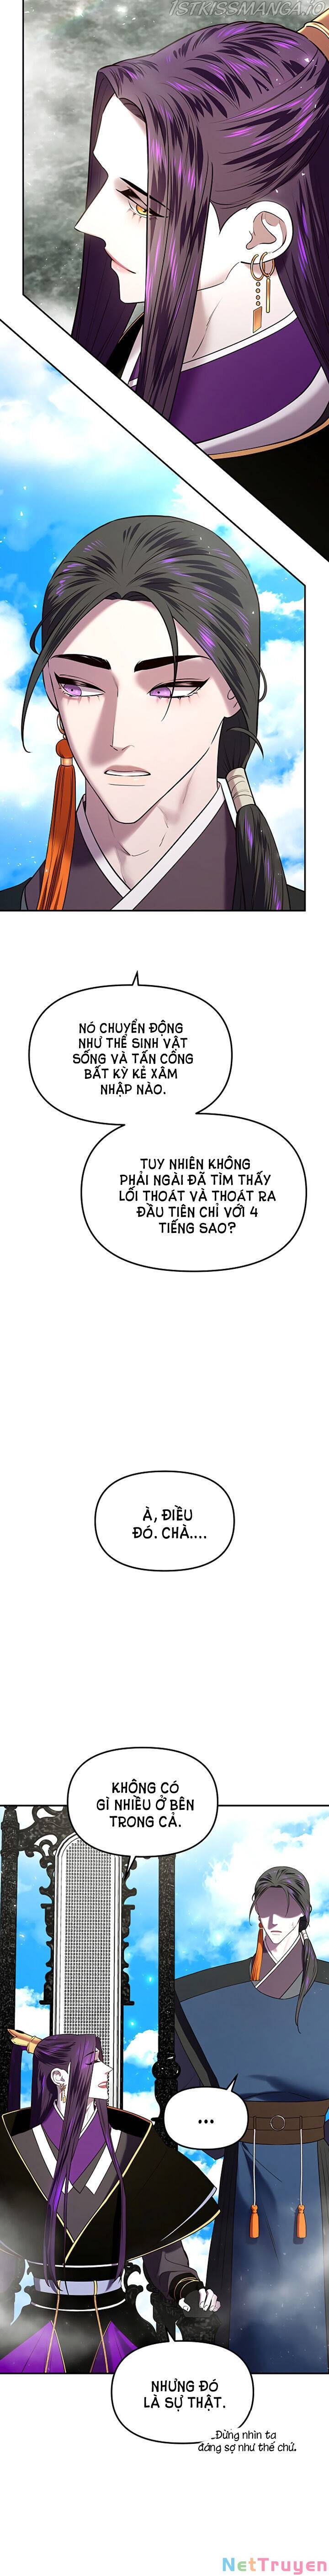 1STKISSMANGA.IO
NÓ CHUYỂN ĐỘNG
NHƯ THỂ SINH VẬT
SỐNG VÀ TẤN CỔNG
BẤT KỲ KẺ XÂM
NHẬP NÀO.
TUY NHIÊN KHÔNG
PHẢI NGÀI ĐÃ TÌM THẤY
LỐI THOÁT VÀ THOÁT RA
ĐẦU TIÊN CHỈ VỚI 4
TIẾNG SAO?
À, ĐIỀU
ĐÓ. CHÀ....
KHÔNG CÓ
GÌ NHIỀU Ở BÊN
TRONG CẢ.
...
NHƯNG ĐÓ
LÀ SỰ THẬT.
_Đừng nhìn ta
đáng sợ như thế chứ.
NetTruyen